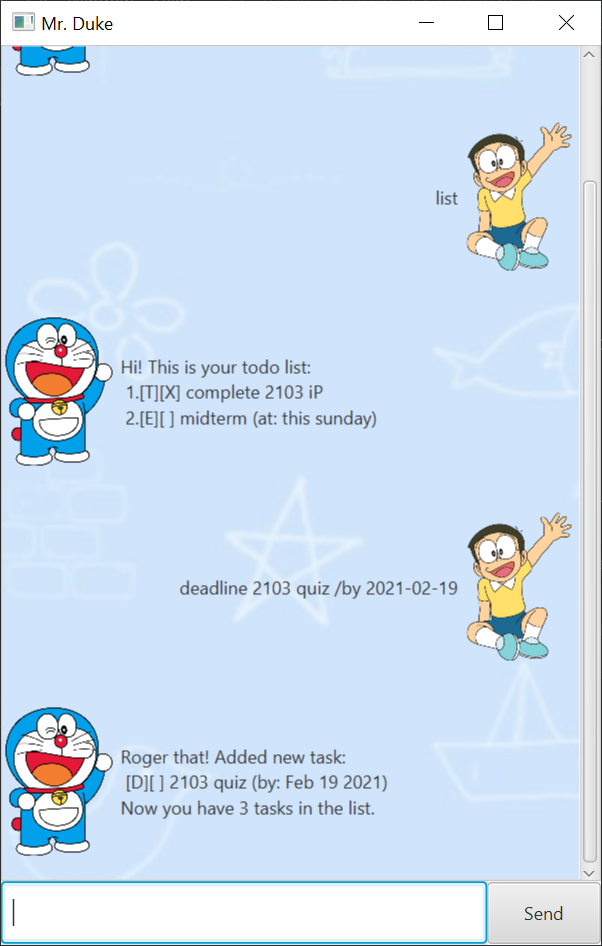 Mr. Duke
list
Hi! This is your todo list:
1.[T][X] complete 2103 iP
2.[E][ ] midterm (at: this sunday)
deadline 2103 quiz /by 2021-02-19
Roger that! Added new task:
[D][ ] 2103 quiz (by: Feb 19 2021)
Now you have 3 tasks in the list.
Send